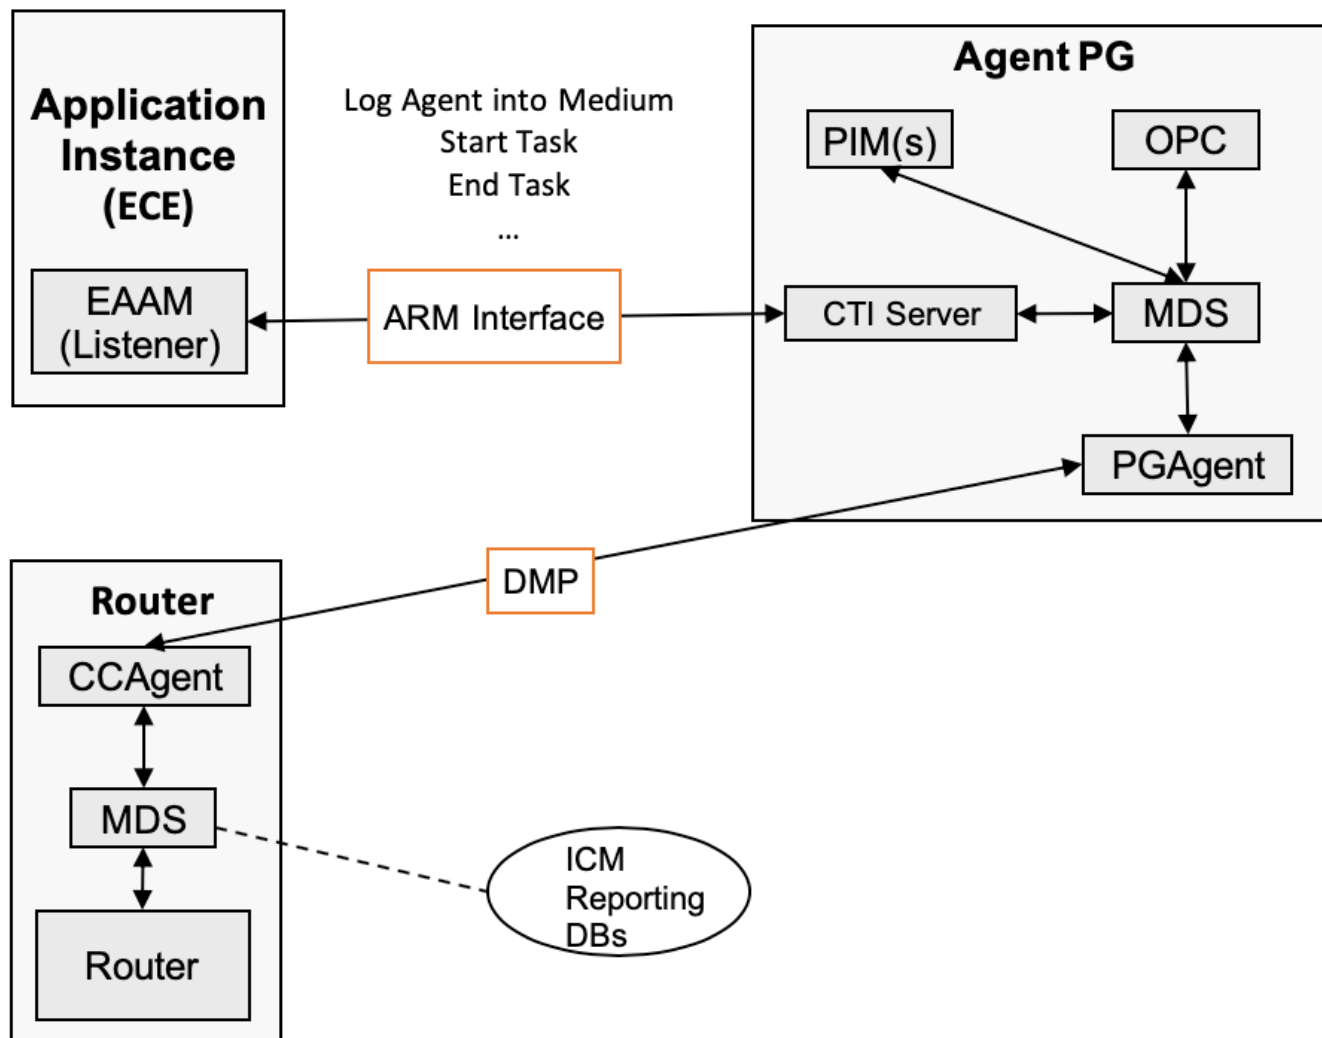 Application
Instance
(ECE)
EAAM
(Listener)
Log Agent into Medium
Start Task
End Task
...
ARM Interface
Agent PG
PIM(s)
OPC
CTI Server
MDS
PGAgent
DMP
Router
CCAgent
MDS
Router
ICM
Reporting
DBs